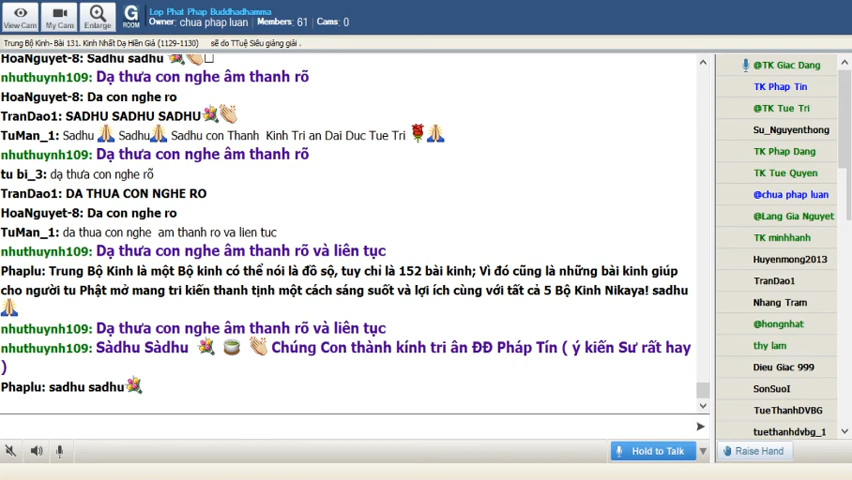 View Cam
My Cam
Enlarge
G
ROOM
Lop Phat Phap Buddhadhamma
Owner: chua phap luan Members: 61 Cams: 0
Trung Bộ Kinh- Bài 131. Kinh Nhất Dạ Hiền Giả (1129-1130) sẽ do TTuệ Siêu giảng giải .
HoaNguyet-8: Sadhu sadhu
nhuthuynh109: Dạ thưa con nghe âm thanh rõ
HoaNguyet-8: Da con nghe ro
TranDao1: SADHU SADHU SADHU
TuMan_1: Sadhu Sadhu Sadhu con Thanh Kinh Tri an Dai Duc Tue Tri
nhuthuynh109: Dạ thưa con nghe âm thanh rõ
tu bi_3: dạ thưa con nghe rõ
TranDao1: DA THUA CON NGHE RO
HoaNguyet-8: Da con nghe ro
TuMan_1: da thua con nghe am thanh ro va lien tuc
nhuthuynh109: Dạ thưa con nghe âm thanh rõ và liên tục
Phaplu: Trung Bộ Kinh là một Bộ kinh có thể nói là đồ sộ, tuy chỉ là 152 bài kinh; Vì đó cũng là những bài kinh giúp
cho người tu Phật mở mang tri kiến thanh tịnh một cách sáng suốt và lợi ích cùng với tất cả 5 Bộ Kinh Nikaya! sadhu
nhuthuynh109: Dạ thưa con nghe âm thanh rõ và liên tục
nhuthuynh109: Sàdhu Sàdhu Chúng Con thành kính tri ân ĐĐ Pháp Tín ( ý kiến Sư rất hay
)
Phaplu: sadhu sadhu
Hold to Talk
@TK Giac Dang
TK Phap Tin
@TK Tue Tri
Su_Nguyenthong
TK Phap Dang
TK Tue Quyen
@chua phap luan
@Lang Gia Nguyet
TK minhhanh
Huyenmong2013
TranDao1
Nhang Tram
@hongnhat
thy lam
Dieu Giac 999
SonSuoI
TueThanhDVBG
tuethanhdvbg_1
Raise Hand